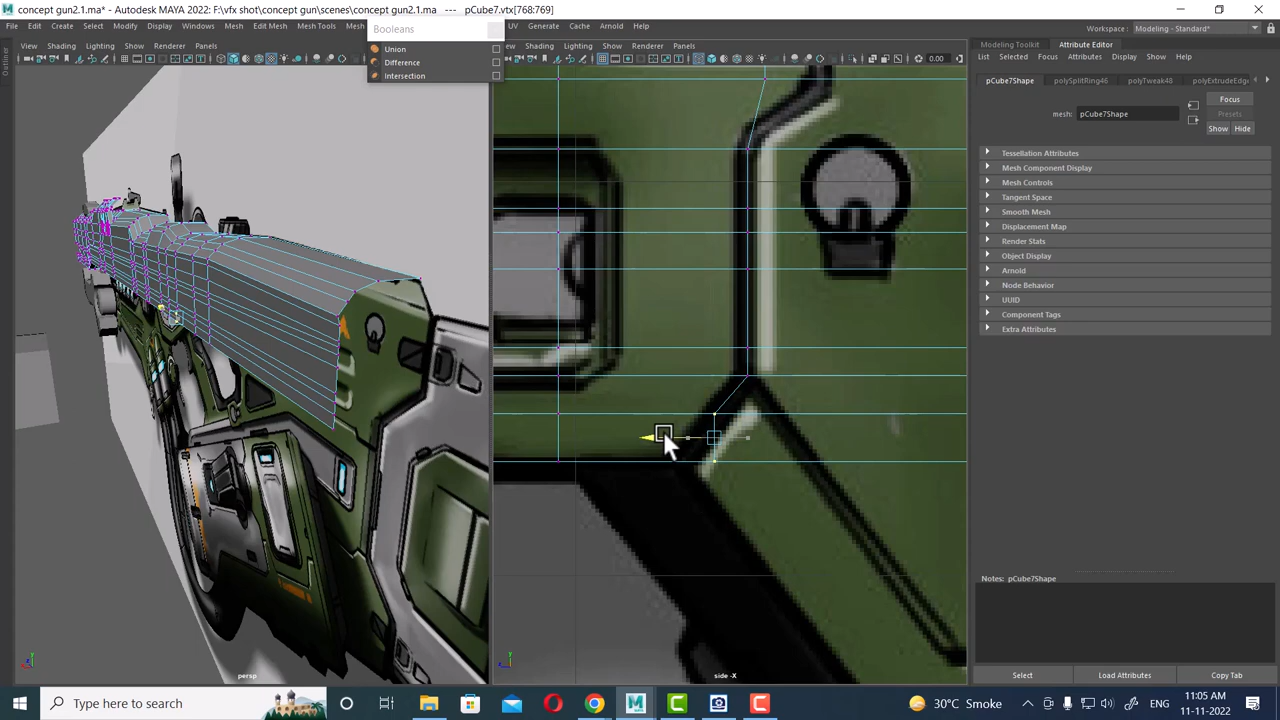 concept gun2.1.ma* - Autodesk MAYA 2022: F:\vfx shot\concept gun\scenes\concept gun2.1.ma   ---   pCube7.vtx[768:769]
File Edit Create Select Modify Display Windows Mesh Edit Mesh Mesh Tools Mesh UV Generate Cache Arnold Help
Workspace : Modeling - Standard*
Booleans
Union
Difference
Intersection
View Shading Lighting Show Renderer Panels
Shading Lighting Show Renderer Panels
0.00
Outliner
Modeling Toolkit Attribute Editor
List Selected Focus Attributes Display Show Help
pCube7Shape polySplitRing46 polyTweak48 polyExtrudeEdge
Focus
mesh: pCube7Shape
Presets
Show Hide
Tessellation Attributes
Mesh Component Display
Mesh Controls
Tangent Space
Smooth Mesh
Displacement Map
Render Stats
Object Display
Arnold
Node Behavior
UUID
Component Tags
Extra Attributes
Notes: pCube7Shape
Select Load Attributes Copy Tab
persp
side -X
Type here to search
30°C Smoke
ENG
11:05 AM
11-11-2022